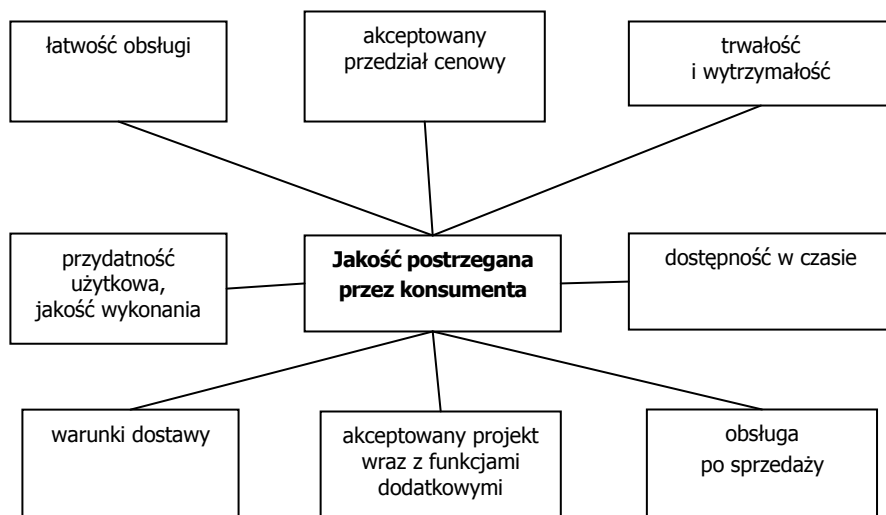 łatwość obsługi
akceptowany
przedział cenowy
trwałość
i wytrzymałość
przydatność
użytkowa,
jakość wykonania
Jakość postrzegana
przez konsumenta
dostępność w czasie
warunki dostawy
akceptowany projekt
wraz z funkcjami
dodatkowymi
obsługa
po sprzedaży